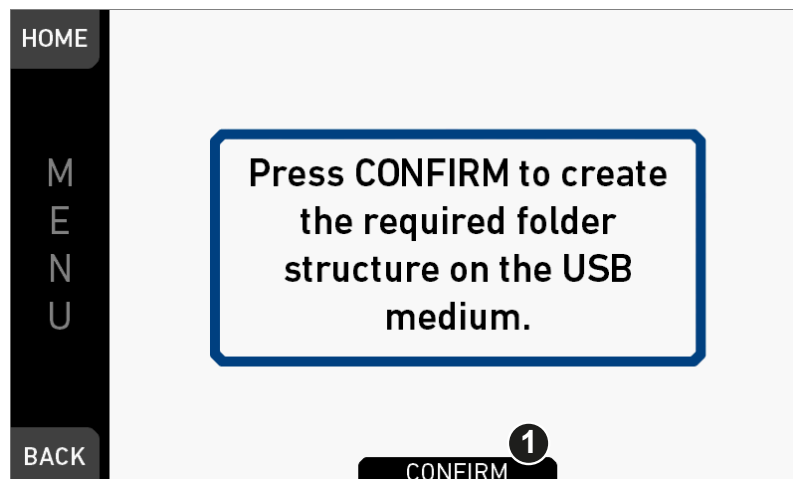 HOME
M
E
N
U
Press CONFIRM to create
the required folder
structure on the USB
medium.
BACK
1
CONFIRM